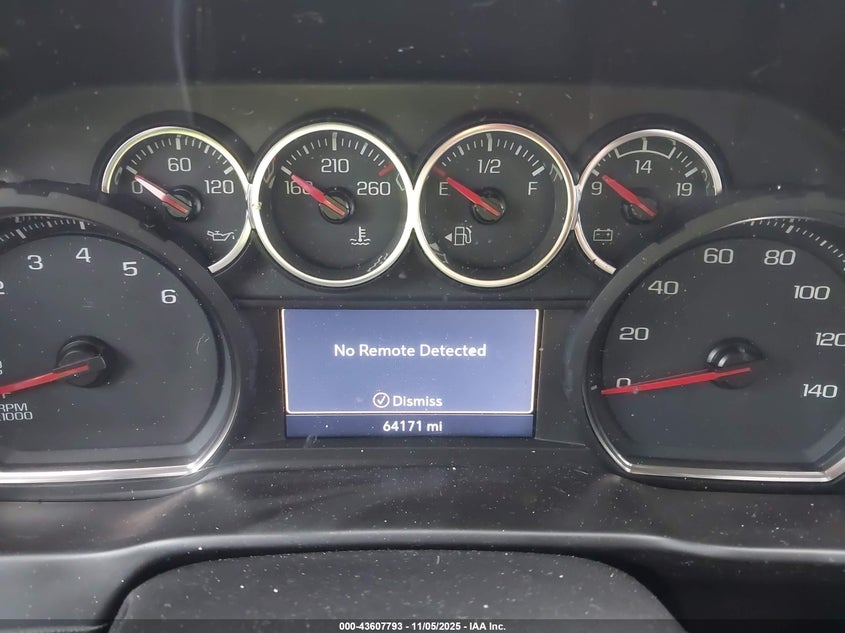 0 60 120
160 210 260
E 1/2 F
9 14 19
3 4 5 6
RPM
1000
0 20 40 60 80 100 120 140
No Remote Detected
Dismiss
64171 mi
000-43607793 - 11/05/2025 - IAA Inc.